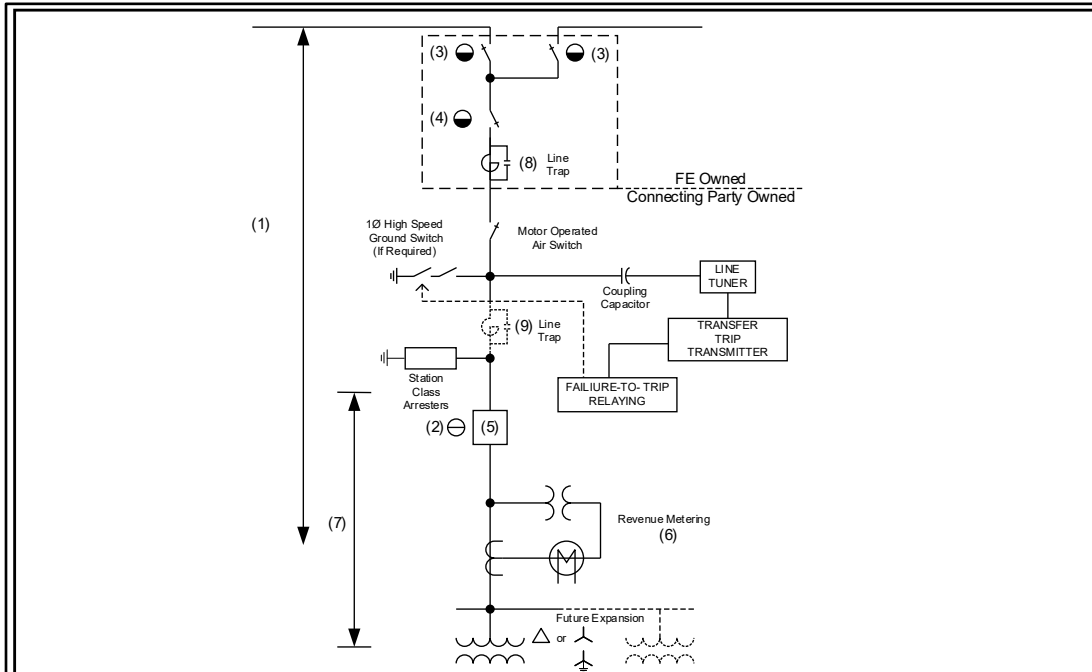 (3)
(3)
(4)
(8)
Line
Trap
FE Owned
Connecting Party Owned
(1)
1Ø High Speed
Ground Switch
(If Required)
Motor Operated
Air Switch
LINE
TUNER
Coupling
Capacitor
(9)
Line
Trap
TRANSFER
TRIP
TRANSMITTER
Station
Class
Arresters
FAILIURE-TO- TRIP
RELAYING
(2)
(5)
(7)
Revenue Metering
(6)
M
Future Expansion
or